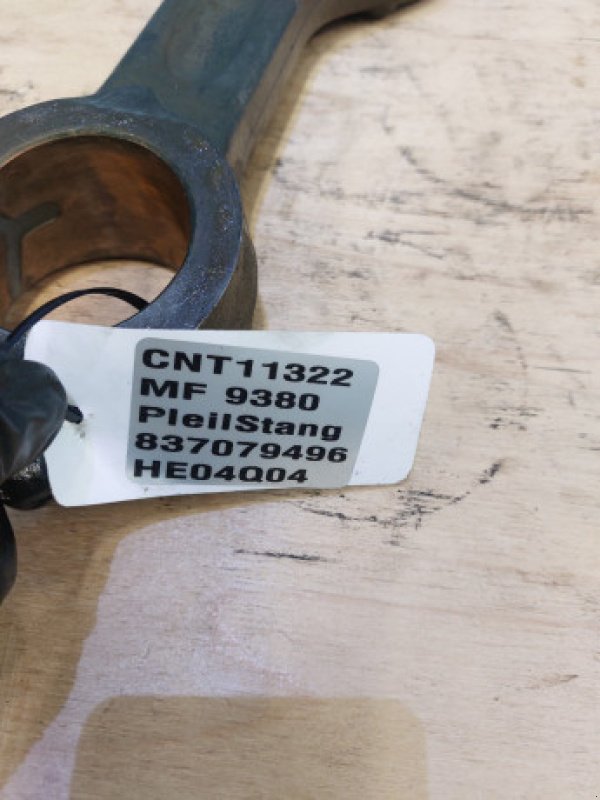 CNT11322
MF 9380
PleilStang
837079496
HE04Q04